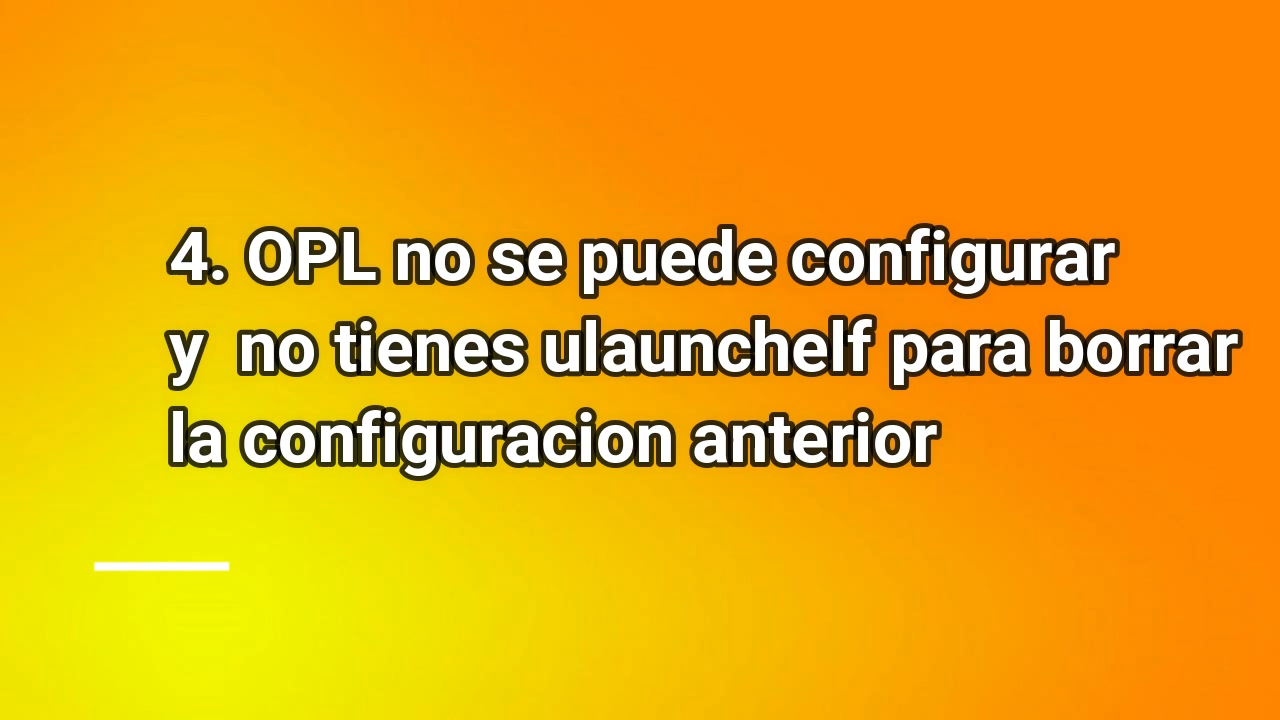 4. OPL no se puede configurar
y  no tienes ulaunchelf para borrar
la configuracion anterior